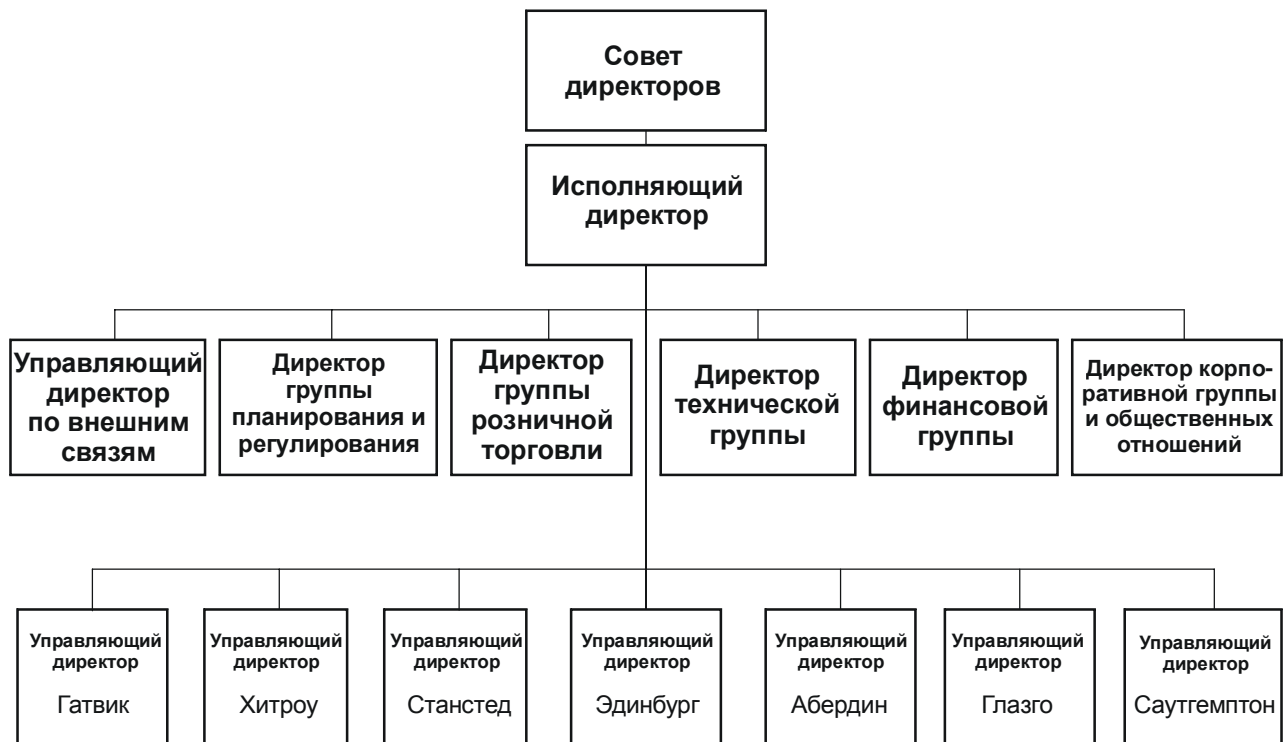 Совет
директоров
Исполняющий
директор
Управляющий
директор
по внешним
связям
Директор
группы
планирования и
регулирования
Директор
группы
розничной
торговли
Директор
технической
группы
Директор
финансовой
группы
Директор корпо-
ративной группы
и общественных
отношений
Управляющий
директор
Гатвик
Управляющий
директор
Хитроу
Управляющий
директор
Станстед
Управляющий
директор
Эдинбург
Управляющий
директор
Абердин
Управляющий
директор
Глазго
Управляющий
директор
Саутгемптон